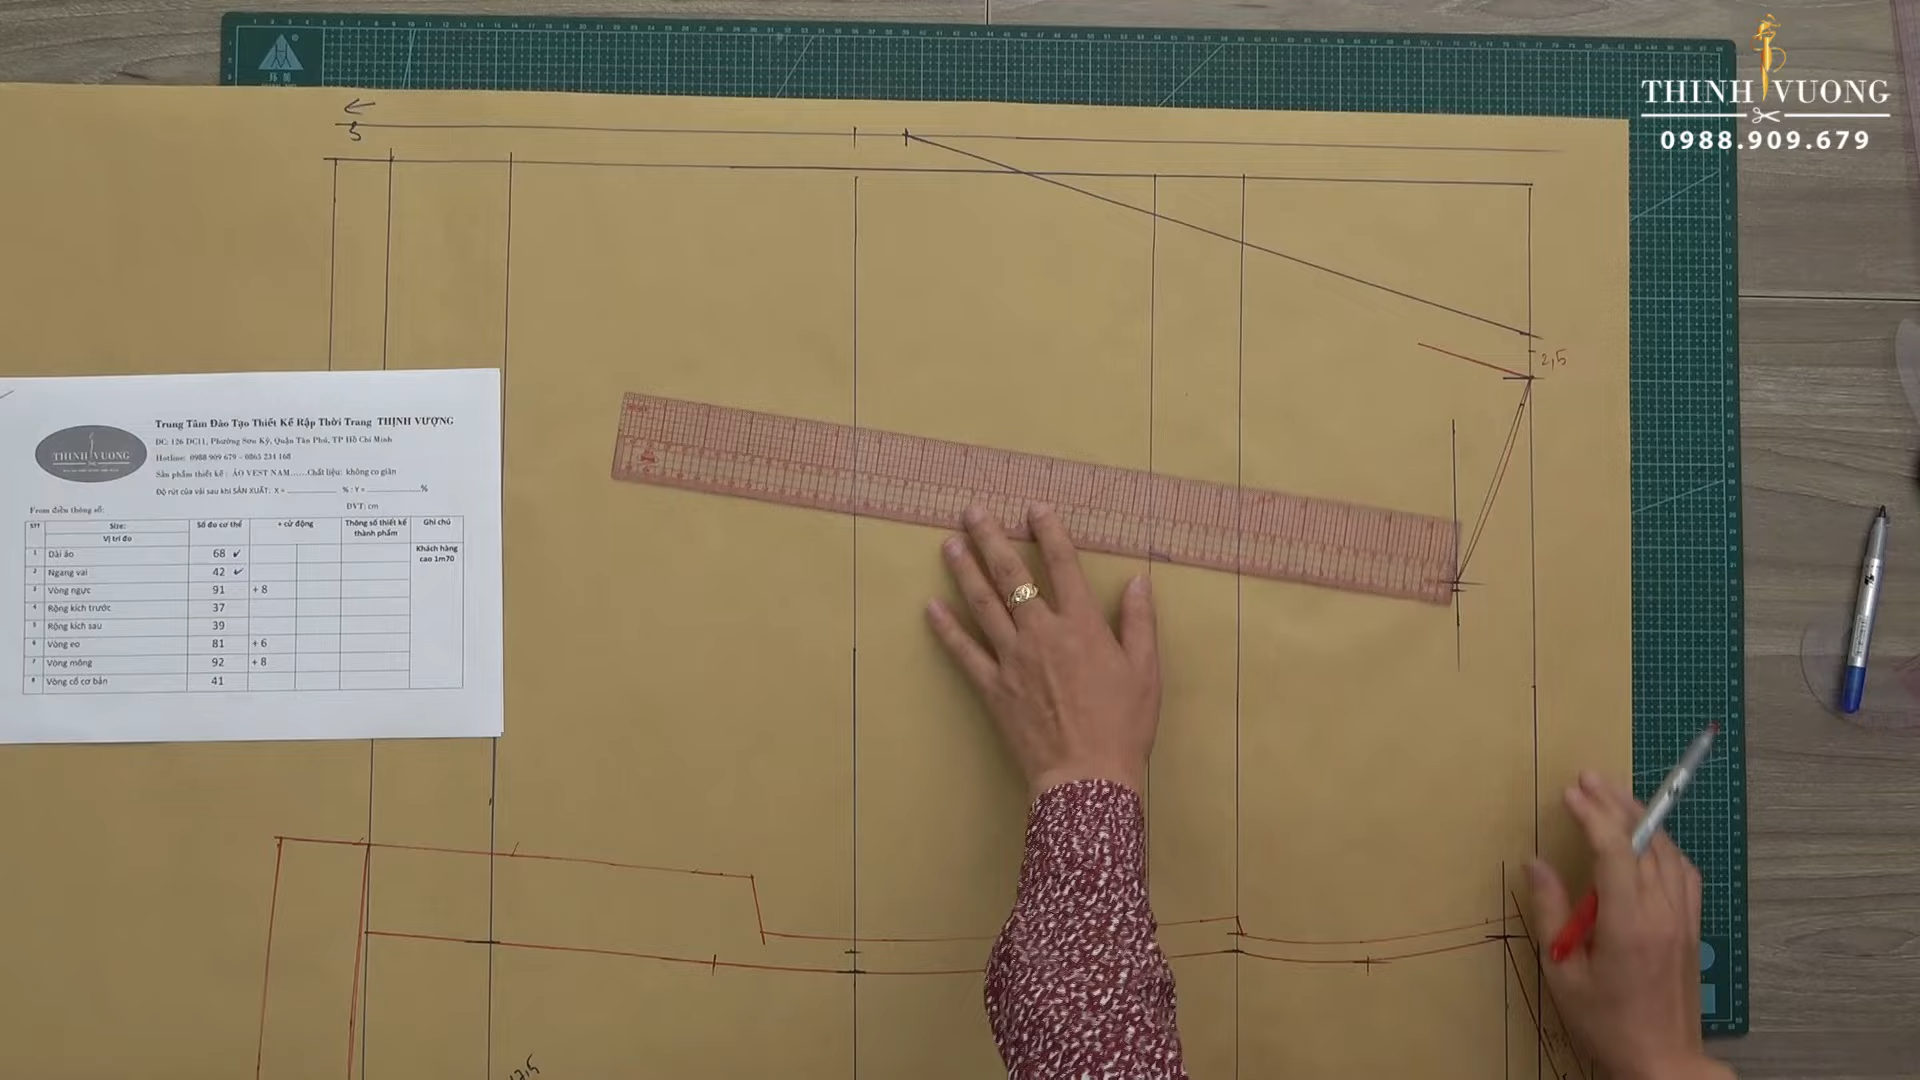 THINH VUONG
0988.909.679
5
2,5
Trung Tâm Đào Tạo Thiết Kế Rập Thời Trang THỊNH VƯỢNG
ĐC: 126 DC11, Phường Sơn Kỳ, Quận Tân Phú, TP Hồ Chí Minh
Hotline: 0988 909 679 – 0865 234 168
THINH VUONG
Sản phẩm thiết kế : ÁO VEST NAM......Chất liệu: không co giãn
Độ rút của vải sau khi SẢN XUẤT: X = ______ % : Y = ______%
From điền thông số: ĐVT: cm
STT Size: Số đo cơ thể + cử động Thông số thiết kế thành phẩm Ghi chú
Vị trí đo
1 Dài áo 68 ✓ Khách hàng cao 1m70
2 Ngang vai 42 ✓
3 Vòng ngực 91 + 8
4 Rộng kích trước 37
5 Rộng kích sau 39
6 Vòng eo 81 + 6
7 Vòng mông 92 + 8
8 Vòng cổ cơ bản 41